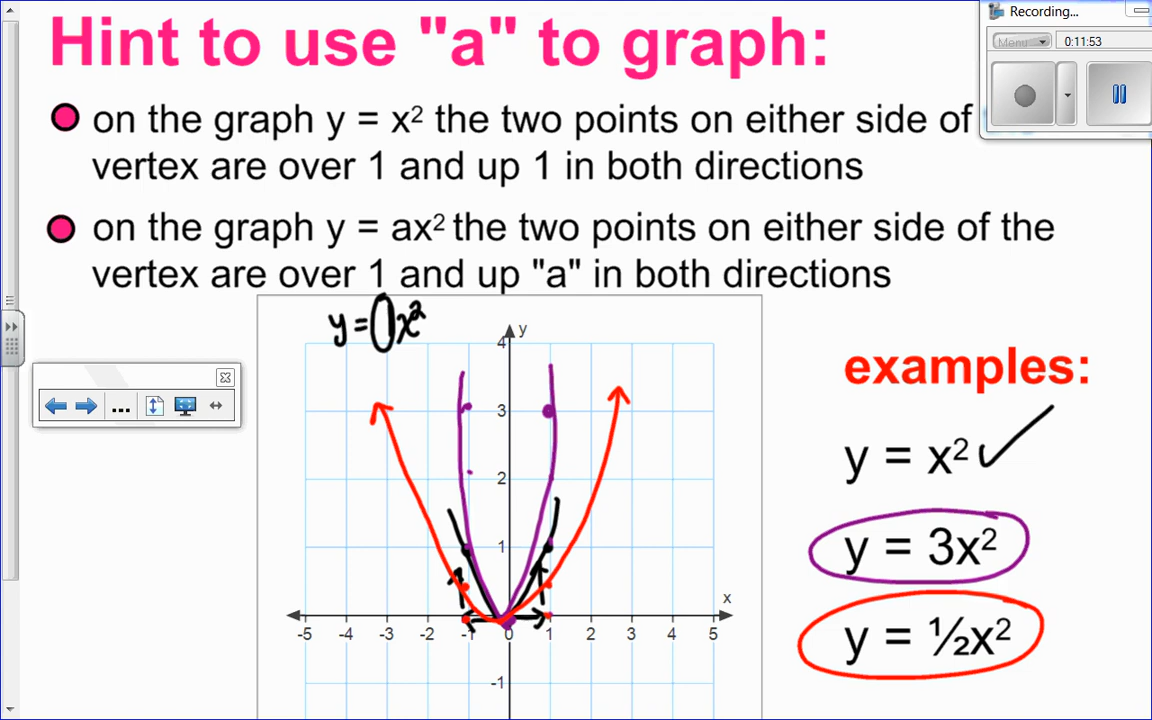 Hint to use "a" to graph:
Recording...
Menu
0:11:53
on the graph y = x² the two points on either side of
vertex are over 1 and up 1 in both directions
on the graph y = ax² the two points on either side of the
vertex are over 1 and up "a" in both directions
y = 0x²
y
4
3
2
1
x
-5 -4 -3 -2 -1 0 1 2 3 4 5
-1
examples:
y = x²
y = 3x²
y = ½x²